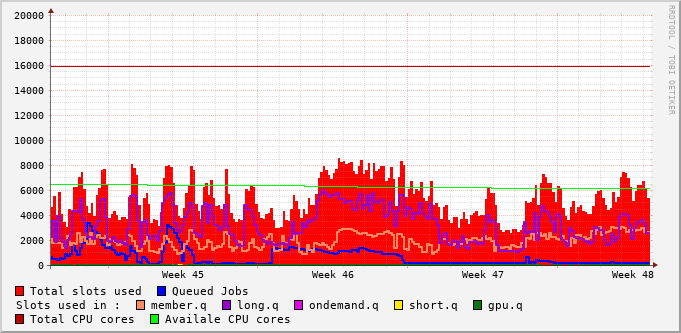 20000
18000
16000
14000
12000
10000
8000
6000
4000
2000
0
Week 45 Week 46 Week 47 Week 48
RRDTOOL / TOBI OETIKER
Total slots used Queued Jobs
Slots used in : member.q long.q ondemand.q short.q gpu.q
Total CPU cores Availale CPU cores